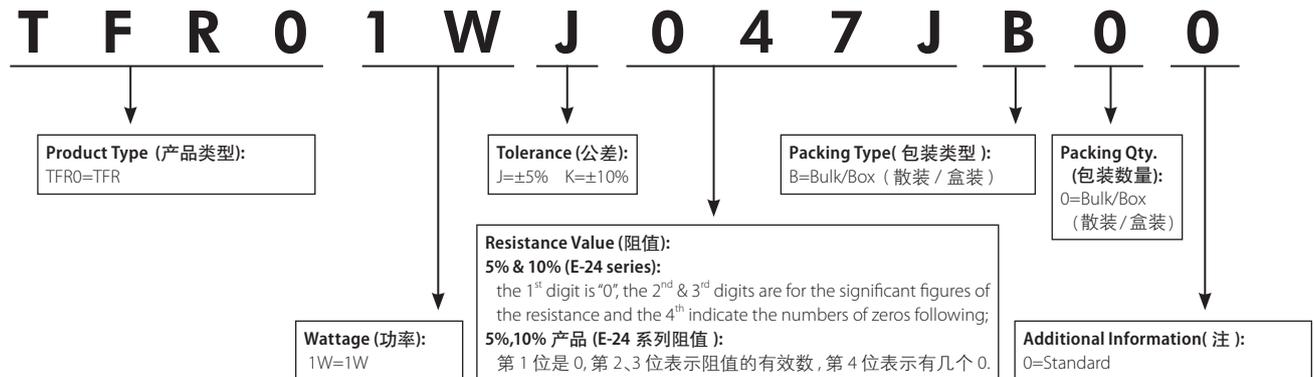 T F R 0 1 W J 0 4 7 J B 0 0
Product Type (产品类型):
TFR0=TFR
Tolerance (公差):
J=±5% K=±10%
Packing Type( 包装类型 ):
B=Bulk/Box ( 散装 / 盒装 )
Packing Qty.
(包装数量):
0=Bulk/Box
(散装/盒装)
Resistance Value (阻值):
5% & 10% (E-24 series):
the 1st digit is "0", the 2nd & 3rd digits are for the significant figures of
the resistance and the 4th indicate the numbers of zeros following;
5%,10% 产品 (E-24 系列阻值 ):
第 1 位是 0, 第 2、3 位表示阻值的有效数 , 第 4 位表示有几个 0.
Wattage (功率):
1W=1W
Additional Information( 注 ):
0=Standard